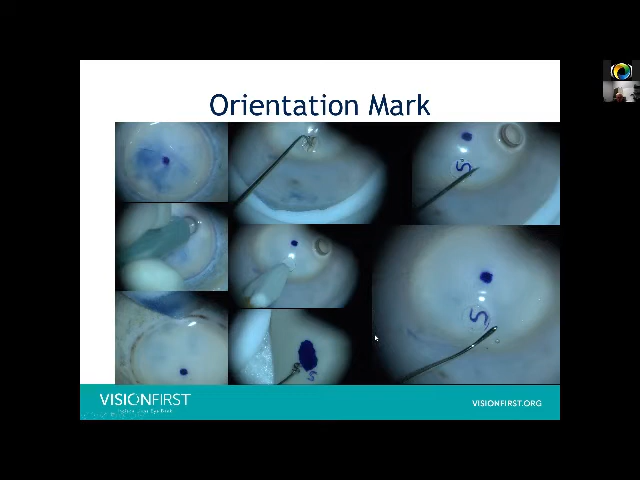 Orientation Mark
S
S
S
VISIONFIRST
VISIONFIRST.ORG